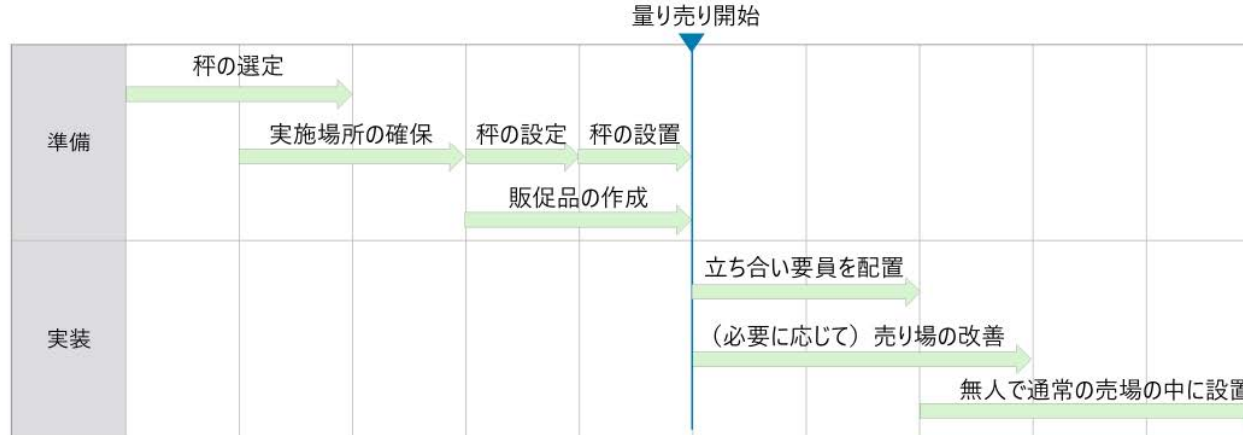 量り売り開始
準備
秤の選定
実施場所の確保
秤の設定
秤の設置
販促品の作成
実装
立ち合い要員を配置
（必要に応じて）売り場の改善
無人で通常の売場の中に設置